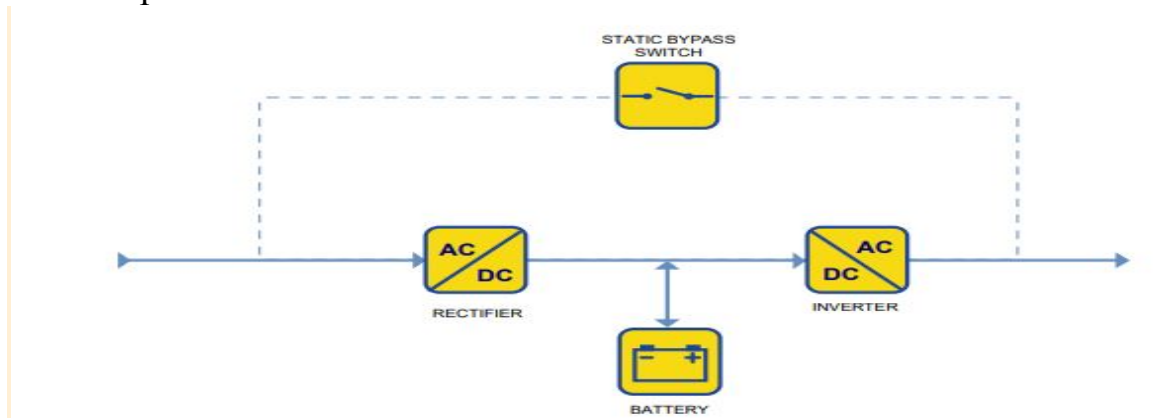 STATIC BYPASS
SWITCH
AC
DC
RECTIFIER
AC
DC
INVERTER
- +
BATTERY